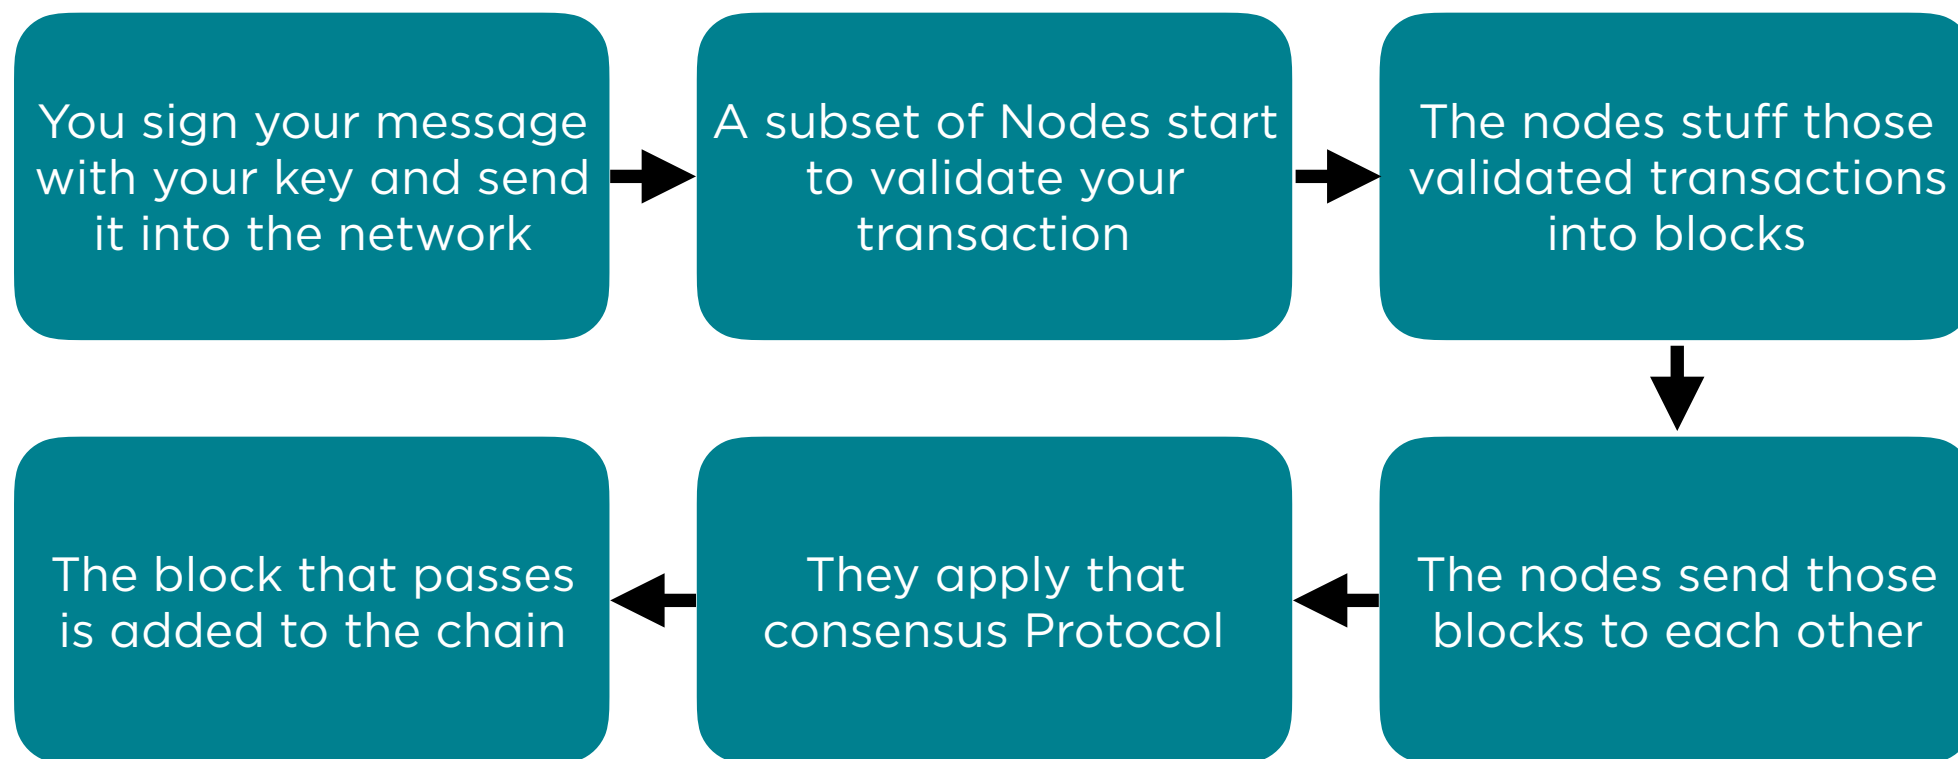 You sign your message
with your key and send
it into the network
A subset of Nodes start
to validate your
transaction
The nodes stuff those
validated transactions
into blocks
The nodes send those
blocks to each other
They apply that
consensus Protocol
The block that passes
is added to the chain